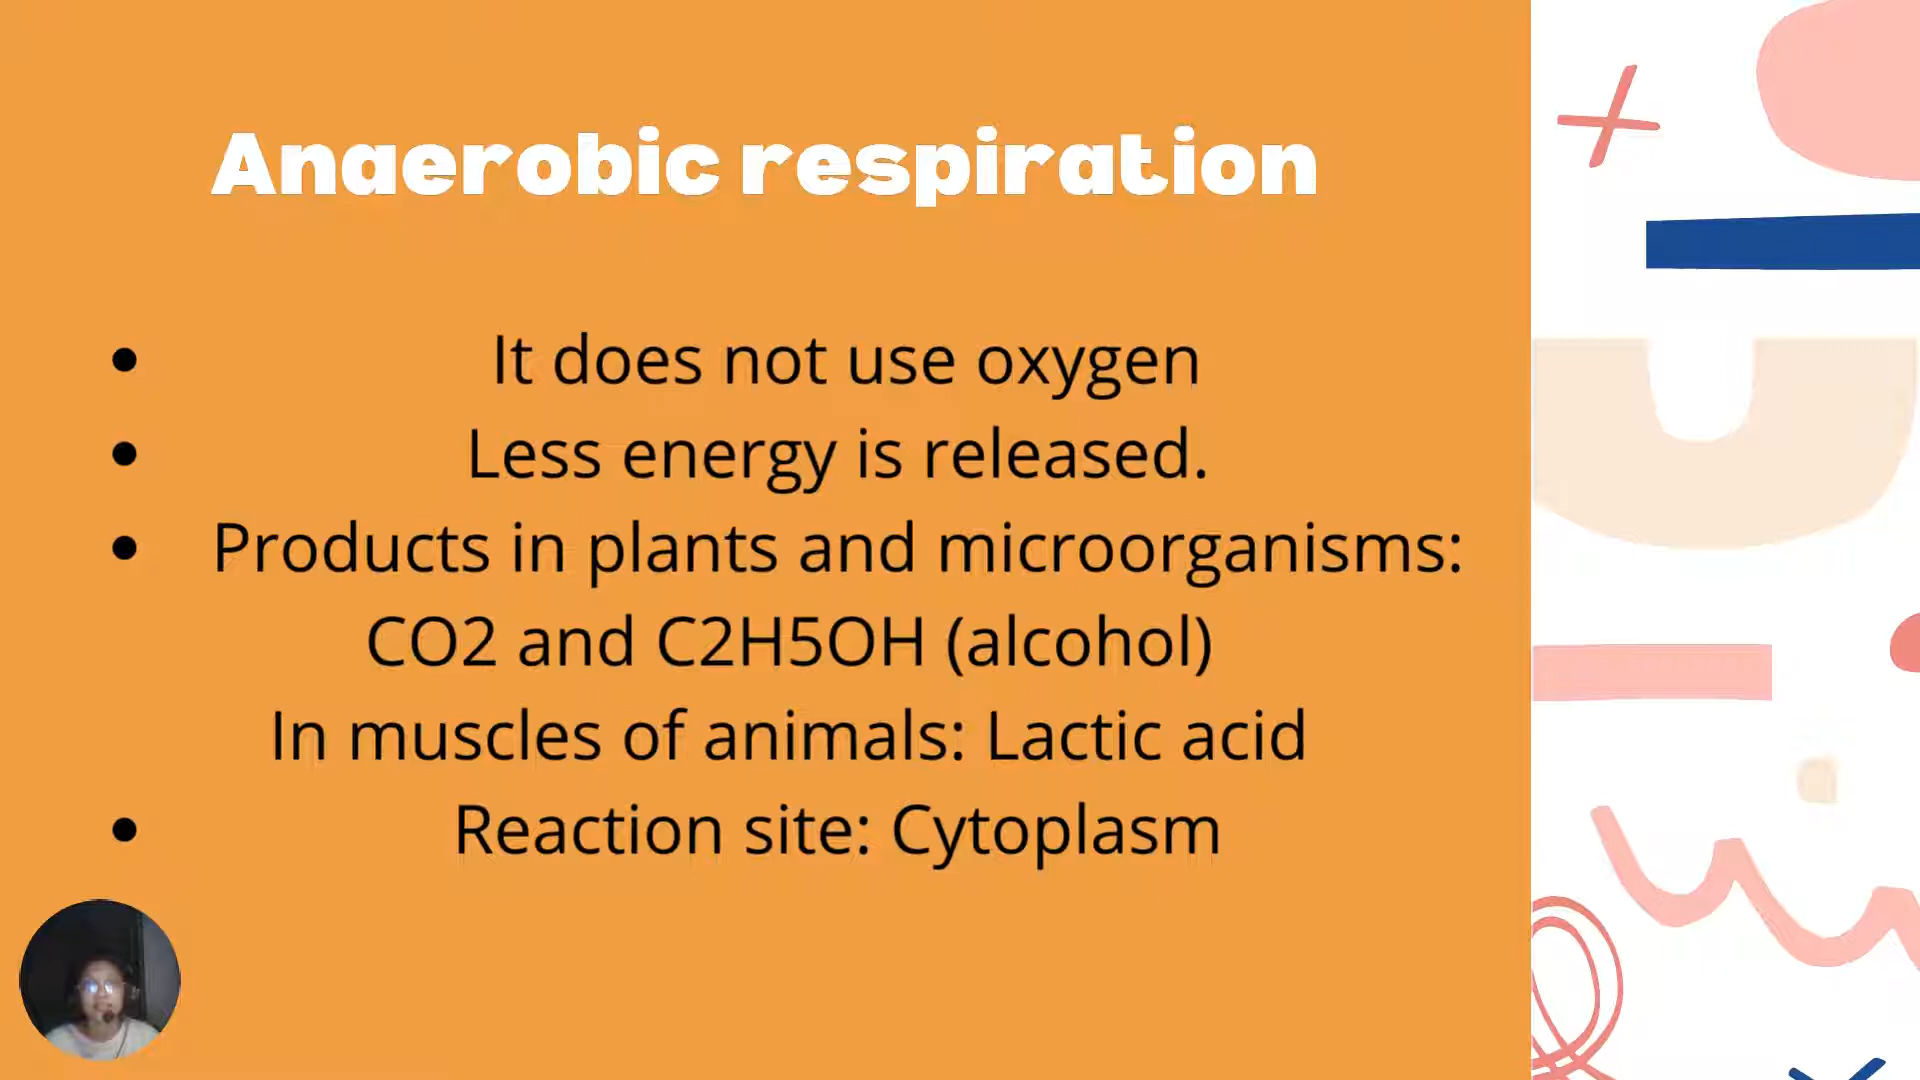 Anaerobic respiration
• It does not use oxygen
• Less energy is released.
• Products in plants and microorganisms:
CO2 and C2H5OH (alcohol)
In muscles of animals: Lactic acid
• Reaction site: Cytoplasm